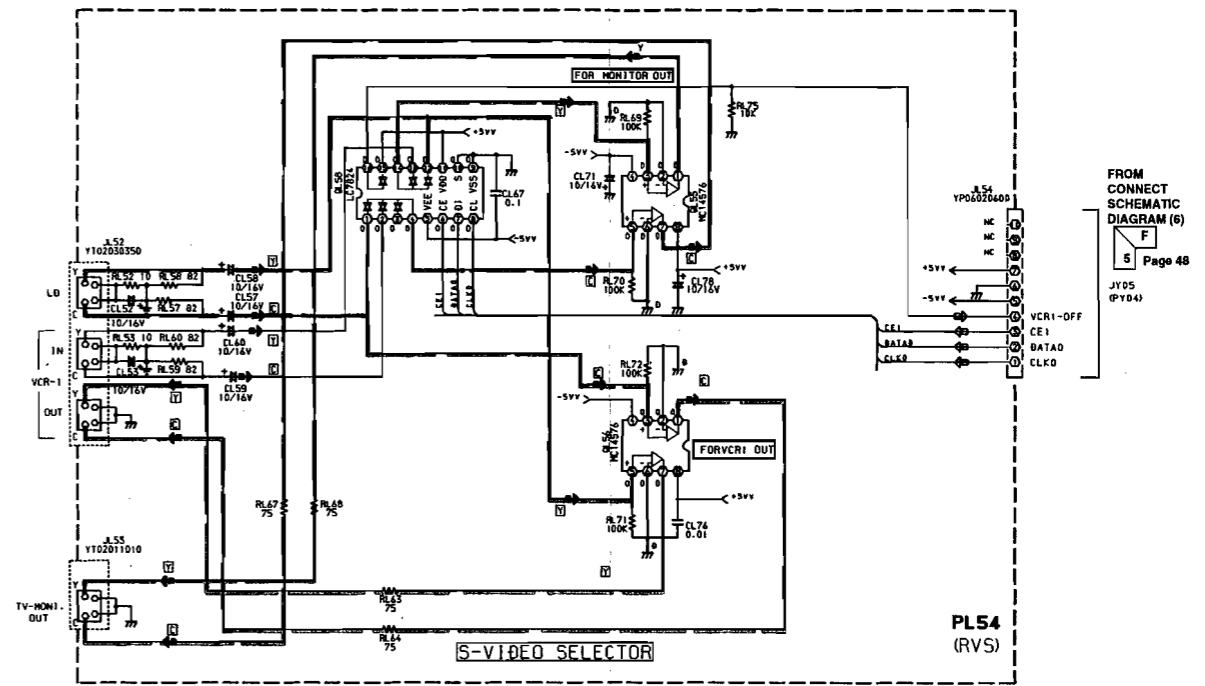 Y
FOR MONITOR OUT
Y
RL75
10K
RL69
100K
+5VV
-5VV
CL71
10/16V
QL58
LC7824
VEE
CE VDD
DI
S
CL VSS
CL67
0.1
-5VV
QL55
MC14576
C
RL70
100K
+5VV
CL78
10/16V
FROM
CONNECT
SCHEMATIC
DIAGRAM (6)
F
5
Page 48
JL54
YP06020600
NC
NC
NC
+5VV
-5VV
VCR1-OFF
CE1
DATA0
CLK0
JY05
(PY04)
CE1
DATA0
CLK0
CE1
DATA0
CLK0
JL52
YT02030350
LD
Y
C
RL52 10
RL58 82
CL52
10/16V
RL57 82
CL58
10/16V
CL57
10/16V
Y
C
IN
VCR-1
OUT
Y
C
RL53 10
RL60 82
CL53
10/16V
RL59 82
CL60
10/16V
CL59
10/16V
Y
C
Y
C
Y
C
RL72
100K
C
C
-5VV
QL56
MC14576
FORVCR1 OUT
+5VV
Y
RL71
100K
CL76
0.01
Y
RL67
75
RL68
75
JL53
YT02011010
TV-MONI.
OUT
Y
C
Y
C
RL63
75
RL64
75
S-VIDEO SELECTOR
PL54
(RVS)